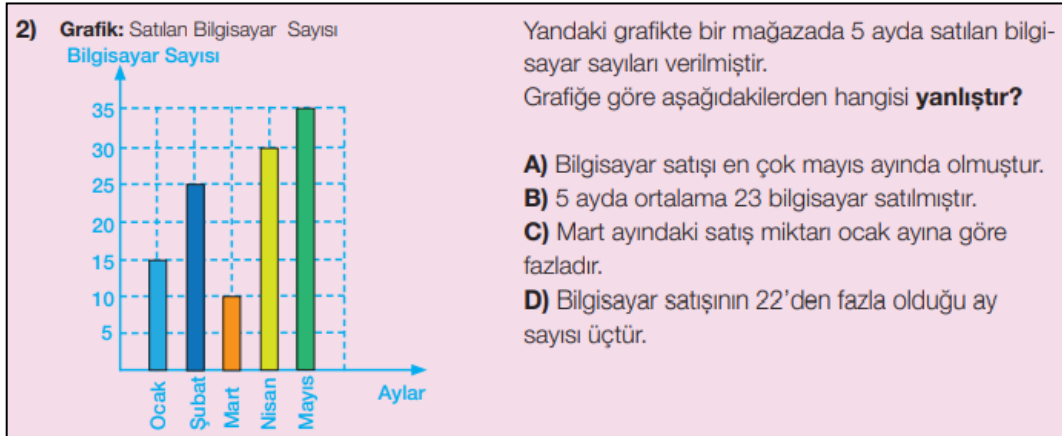 2) Grafik: Satılan Bilgisayar Sayısı
Bilgisayar Sayısı
35
30
25
20
15
10
5
Ocak
Şubat
Mart
Nisan
Mayıs
Aylar
Yandaki grafikte bir mağazada 5 ayda satılan bilgi-
sayar sayıları verilmiştir.
Grafiğe göre aşağıdakilerden hangisi yanlıştır?
A) Bilgisayar satışı en çok mayıs ayında olmuştur.
B) 5 ayda ortalama 23 bilgisayar satılmıştır.
C) Mart ayındaki satış miktarı ocak ayına göre
fazladır.
D) Bilgisayar satışının 22’den fazla olduğu ay
sayısı üçtür.